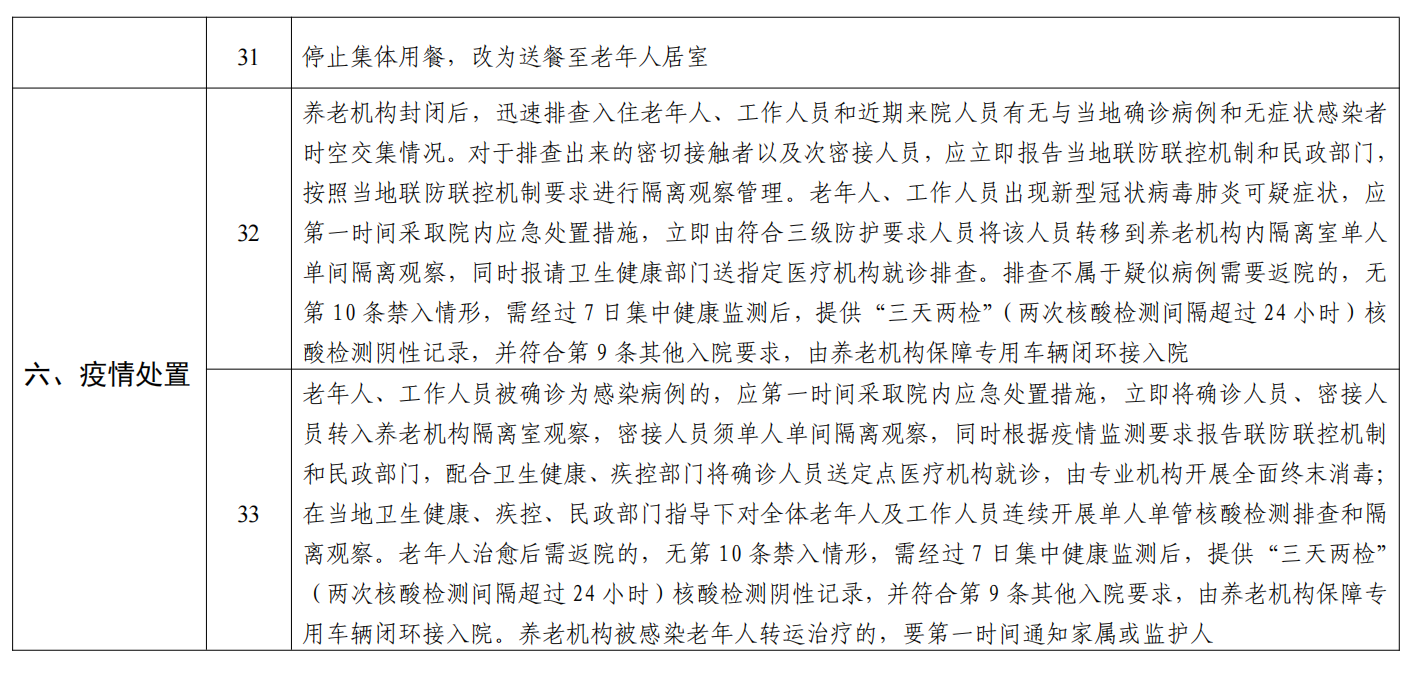 31
停止集体用餐，改为送餐至老年人居室
六、疫情处置
32
养老机构封闭后，迅速排查入住老年人、工作人员和近期来院人员有无与当地确诊病例和无症状感染者
时空交集情况。对于排查出来的密切接触者以及次密接人员，应立即报告当地联防联控机制和民政部门，
按照当地联防联控机制要求进行隔离观察管理。老年人、工作人员出现新型冠状病毒肺炎可疑症状，应
第一时间采取院内应急处置措施，立即由符合三级防护要求人员将该人员转移到养老机构内隔离室单人
单间隔离观察，同时报请卫生健康部门送指定医疗机构就诊排查。排查不属于疑似病例需要返院的，无
第 10 条禁入情形，需经过 7 日集中健康监测后，提供“三天两检”（两次核酸检测间隔超过 24 小时）核
酸检测阴性记录，并符合第 9 条其他入院要求，由养老机构保障专用车辆闭环接入院
33
老年人、工作人员被确诊为感染病例的，应第一时间采取院内应急处置措施，立即将确诊人员、密接人
员转入养老机构隔离室观察，密接人员须单人单间隔离观察，同时根据疫情监测要求报告联防联控机制
和民政部门，配合卫生健康、疾控部门将确诊人员送定点医疗机构就诊，由专业机构开展全面终末消毒；
在当地卫生健康、疾控、民政部门指导下对全体老年人及工作人员连续开展单人单管核酸检测排查和隔
离观察。老年人治愈后需返院的，无第 10 条禁入情形，需经过 7 日集中健康监测后，提供“三天两检”
（两次核酸检测间隔超过 24 小时）核酸检测阴性记录，并符合第 9 条其他入院要求，由养老机构保障专
用车辆闭环接入院。养老机构被感染老年人转运治疗的，要第一时间通知家属或监护人